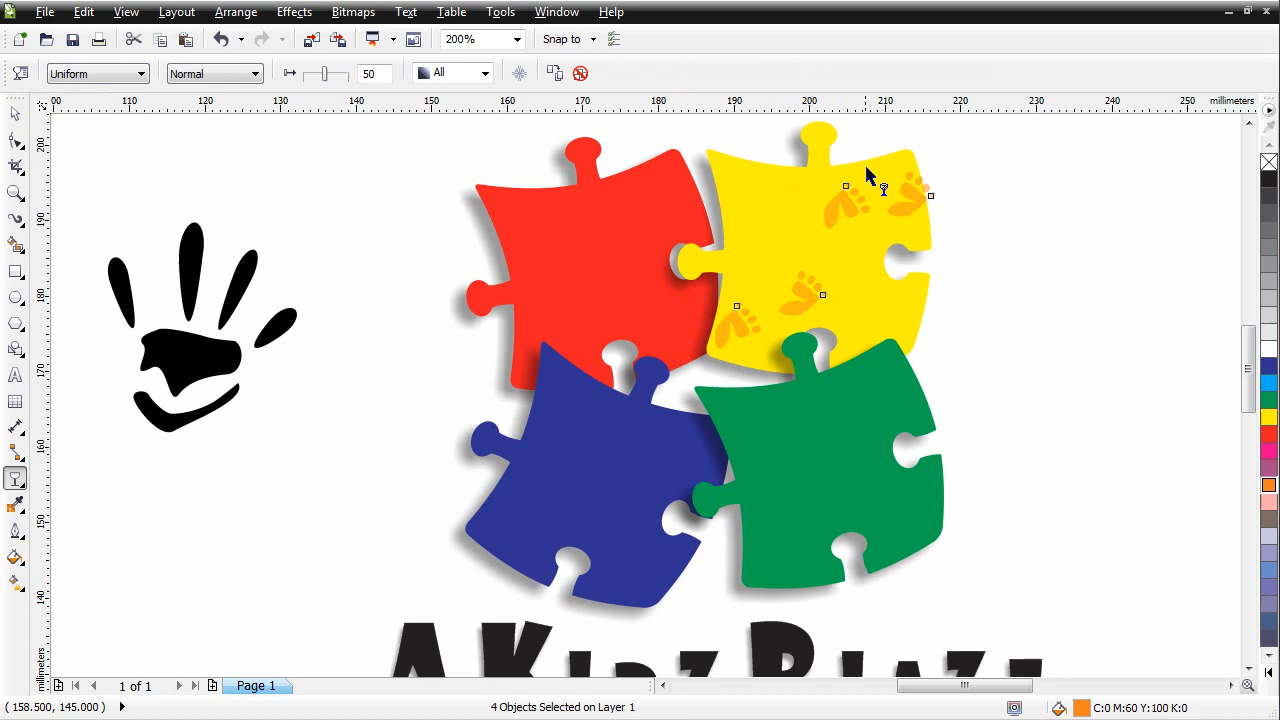 File Edit View Layout Arrange Effects Bitmaps Text Table Tools Window Help
200% Snap to
Uniform Normal 50 All
00 110 120 130 140 150 160 170 180 190 200 210 220 230 240 250 millimeters
200
190
180
170
160
150
140
millimeters
A KIDZ BLAZE
1 of 1 Page 1
( 158.500, 145.000 ) 4 Objects Selected on Layer 1 C:0 M:60 Y:100 K:0